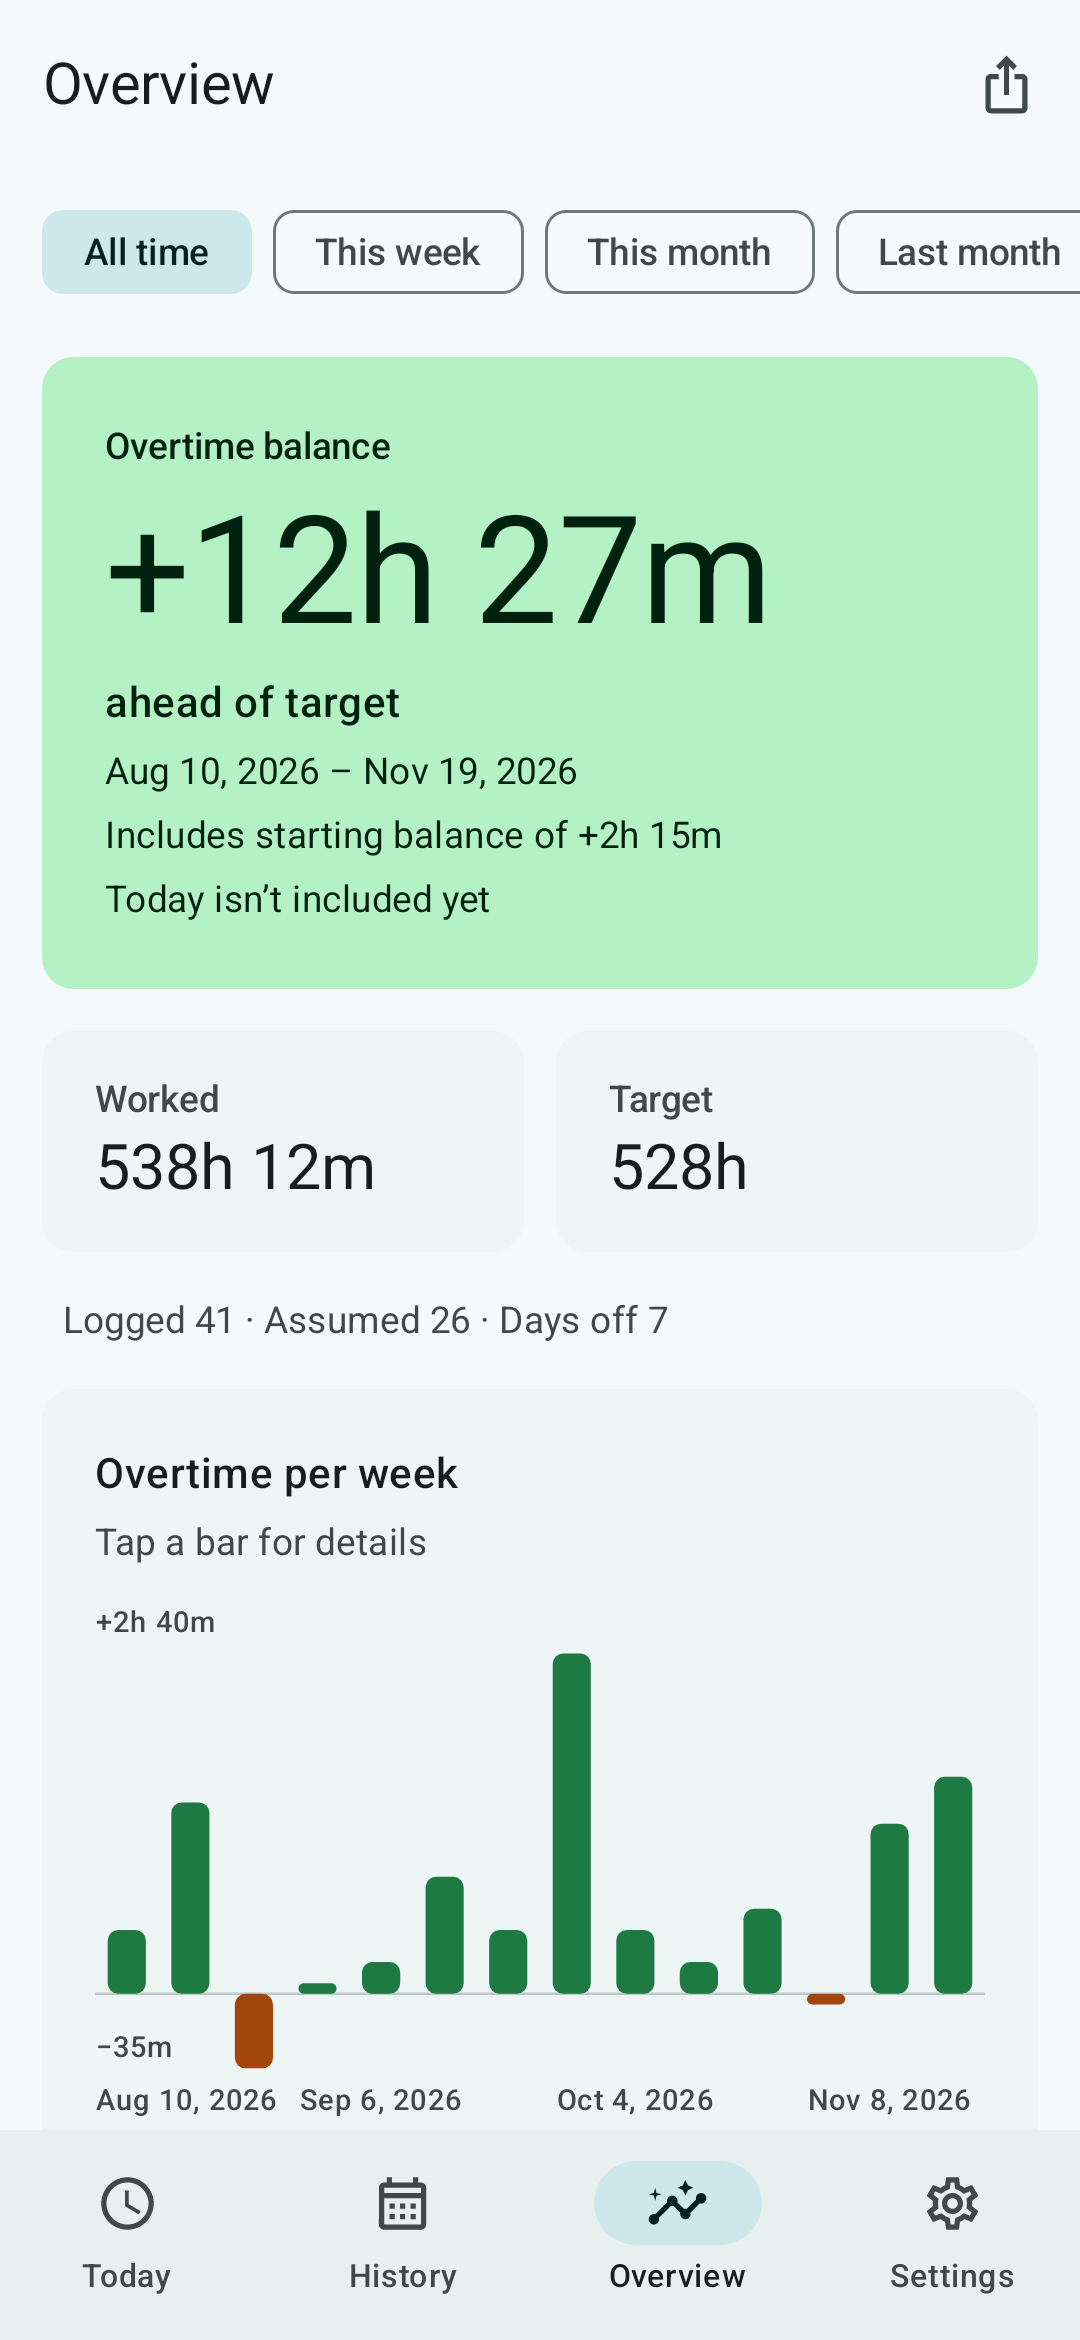 Overview
All time
This week
This month
Last month
Overtime balance
+12h 27m
ahead of target
Aug 10, 2026 – Nov 19, 2026
Includes starting balance of +2h 15m
Today isn’t included yet
Worked
538h 12m
Target
528h
Logged 41 · Assumed 26 · Days off 7
Overtime per week
Tap a bar for details
+2h 40m
−35m
Aug 10, 2026
Sep 6, 2026
Oct 4, 2026
Nov 8, 2026
Today
History
Overview
Settings